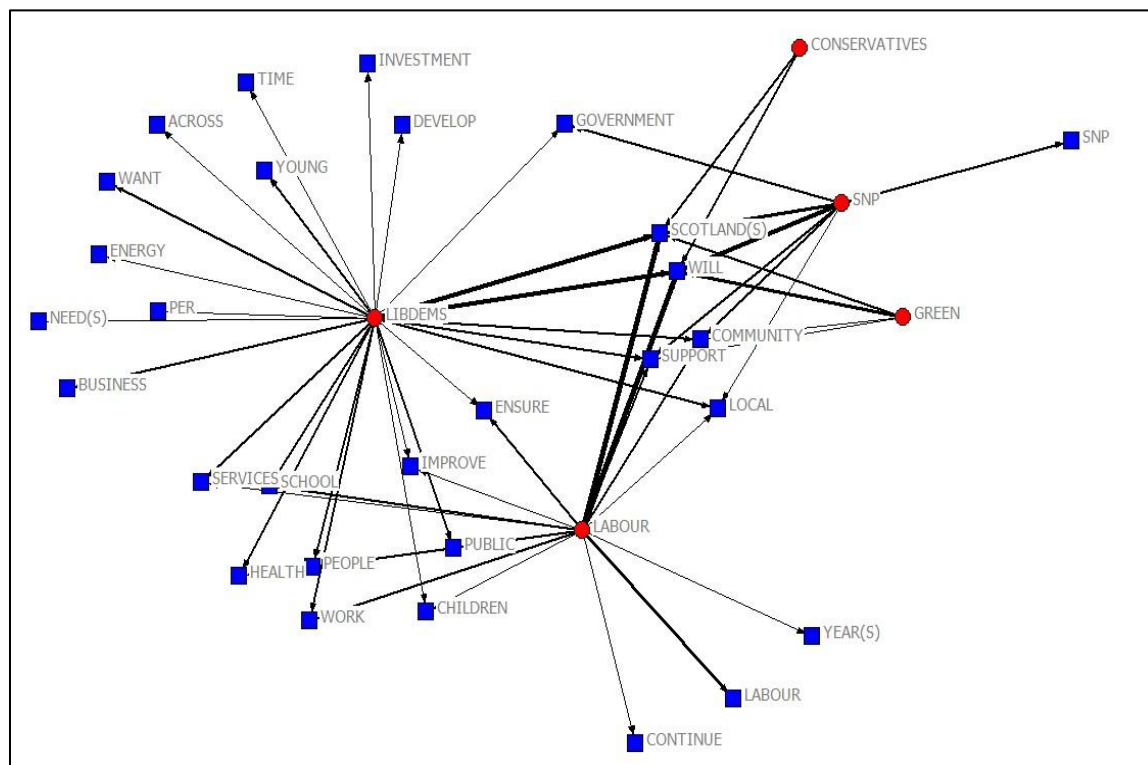 CONSERVATIVES
INVESTMENT
TIME
ACROSS
DEVELOP
GOVERNMENT
SNP
YOUNG
WANT
SNP
SCOTLAND(S)
ENERGY
WILL
PER
NEED(S)
LIBDEMS
GREEN
COMMUNITY
SUPPORT
BUSINESS
ENSURE
LOCAL
IMPROVE
SERVICES
SCHOOL
LABOUR
PUBLIC
HEALTH
PEOPLE
WORK
CHILDREN
YEAR(S)
LABOUR
CONTINUE